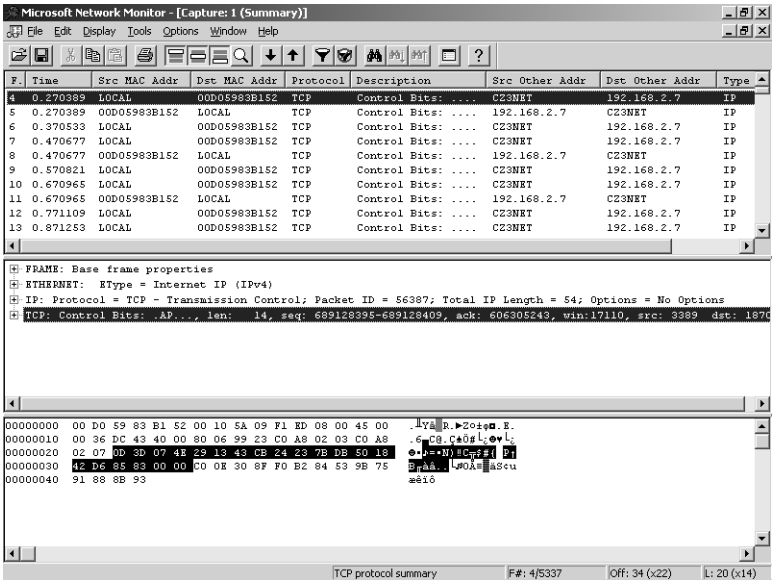 Microsoft Network Monitor - [Capture: 1 (Summary)]
File Edit Display Tools Options Window Help
F. Time Src MAC Addr Dst MAC Addr Protocol Description Src Other Addr Dst Other Addr Type
4 0.270389 LOCAL 00D05983B152 TCP Control Bits: .... CZ3NET 192.168.2.7 IP
5 0.270389 00D05983B152 LOCAL TCP Control Bits: .... 192.168.2.7 CZ3NET IP
6 0.370533 LOCAL 00D05983B152 TCP Control Bits: .... CZ3NET 192.168.2.7 IP
7 0.470677 LOCAL 00D05983B152 TCP Control Bits: .... CZ3NET 192.168.2.7 IP
8 0.470677 00D05983B152 LOCAL TCP Control Bits: .... 192.168.2.7 CZ3NET IP
9 0.570821 LOCAL 00D05983B152 TCP Control Bits: .... CZ3NET 192.168.2.7 IP
10 0.670965 LOCAL 00D05983B152 TCP Control Bits: .... CZ3NET 192.168.2.7 IP
11 0.670965 00D05983B152 LOCAL TCP Control Bits: .... 192.168.2.7 CZ3NET IP
12 0.771109 LOCAL 00D05983B152 TCP Control Bits: .... CZ3NET 192.168.2.7 IP
13 0.871253 LOCAL 00D05983B152 TCP Control Bits: .... CZ3NET 192.168.2.7 IP
FRAME: Base frame properties
ETHERNET: EType = Internet IP (IPv4)
IP: Protocol = TCP - Transmission Control; Packet ID = 56387; Total IP Length = 54; Options = No Options
TCP: Control Bits: .AP..., len: 14, seq: 689128395-689128409, ack: 606305243, win:17110, src: 3389 dst: 1870
00000000 00 D0 59 83 B1 52 00 10 5A 09 F1 ED 08 00 45 00
00000010 00 36 DC 43 40 00 80 06 99 23 C0 A8 02 03 C0 A8
00000020 02 07 0D 3D 07 4E 29 13 43 CB 24 23 7B DB 50 18
00000030 42 D6 85 83 00 00 C0 0E 30 8F F0 B2 84 53 9B 75
00000040 91 88 8B 93 æêïô
TCP protocol summary F#: 4/5337 Off: 34 (x22) L: 20 (x14)